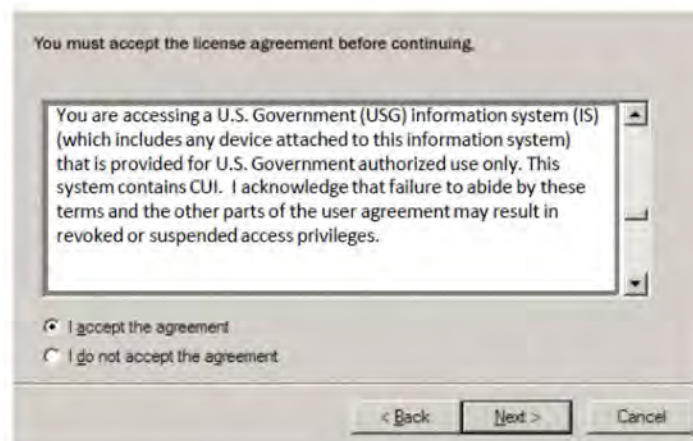 You must accept the license agreement before continuing.
You are accessing a U.S. Government (USG) information system (IS)
(which includes any device attached to this information system)
that is provided for U.S. Government authorized use only. This
system contains CUI.  I acknowledge that failure to abide by these
terms and the other parts of the user agreement may result in
revoked or suspended access privileges.
I accept the agreement
I do not accept the agreement
< Back Next > Cancel